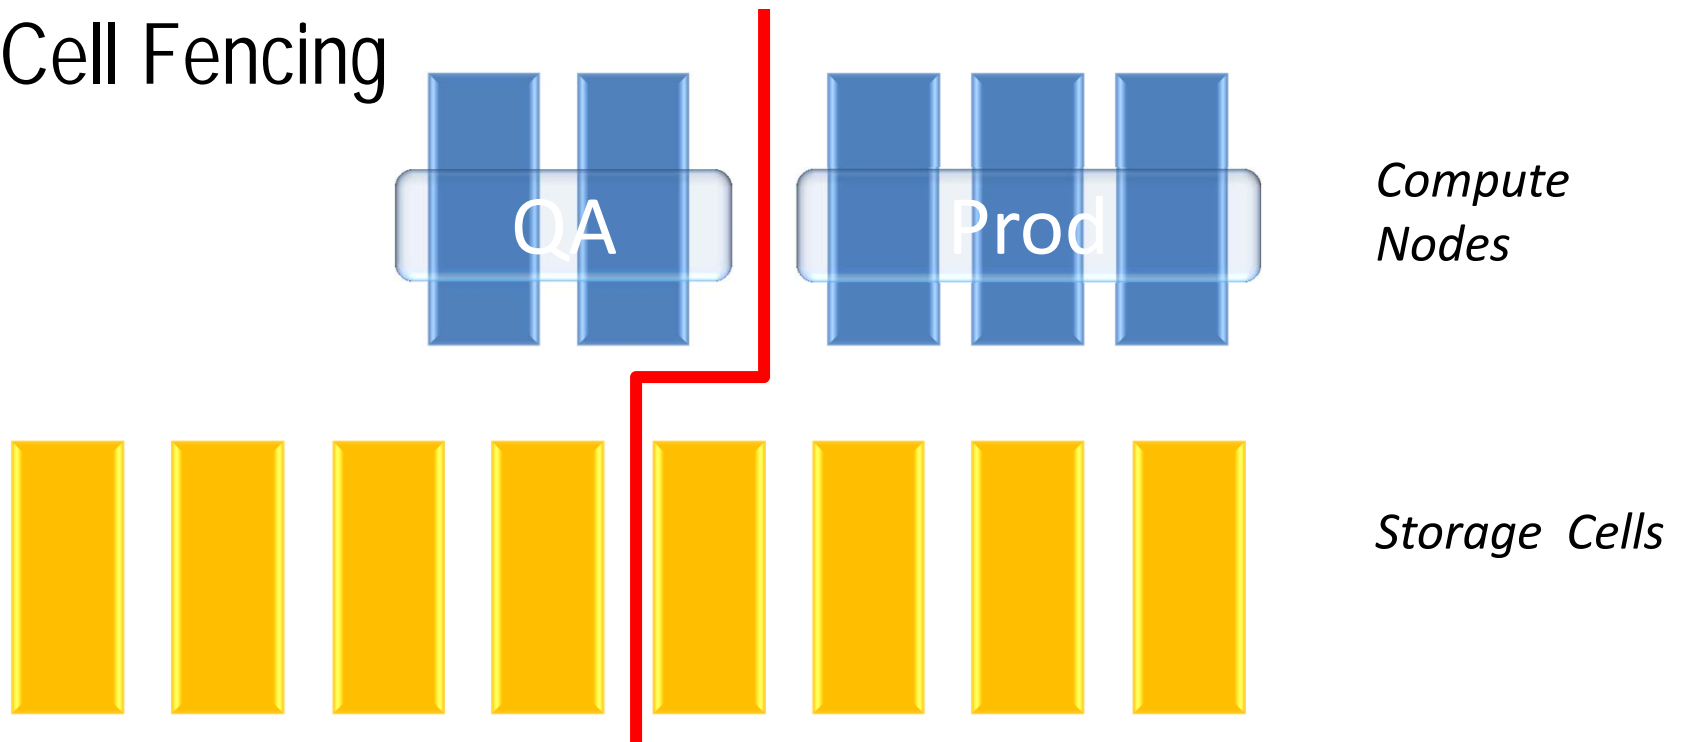 Cell Fencing
QA
Prod
Compute
Nodes
Storage Cells